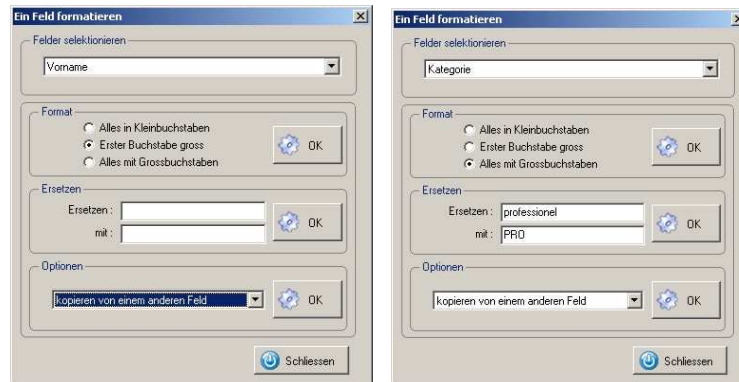 Ein Feld formatieren
Felder selektionieren
Vorname
Format
Alles in Kleinbuchstaben
Erster Buchstabe gross
Alles mit Grossbuchstaben
OK
Ersetzen
Ersetzen :
mit :
OK
Optionen
kopieren von einem anderen Feld
OK
Schliessen
Ein Feld formatieren
Felder selektionieren
Kategorie
Format
Alles in Kleinbuchstaben
Erster Buchstabe gross
Alles mit Grossbuchstaben
OK
Ersetzen
Ersetzen : professionel
mit : PRO
OK
Optionen
kopieren von einem anderen Feld
OK
Schliessen